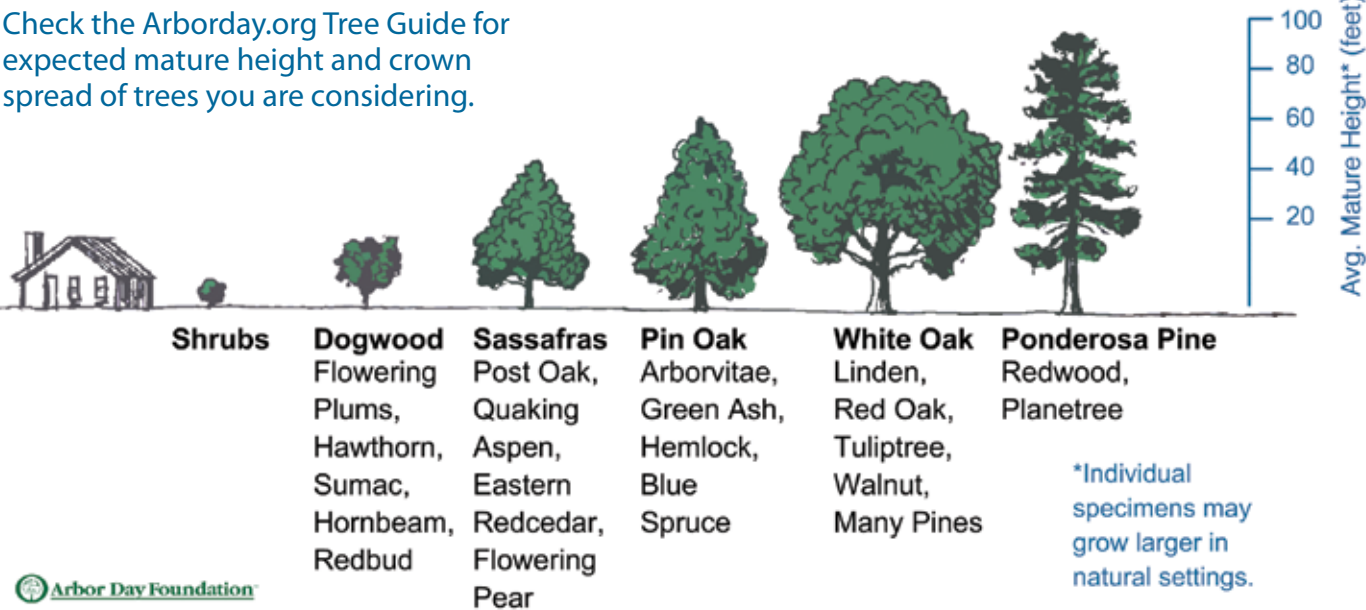 Check the Arborday.org Tree Guide for
expected mature height and crown
spread of trees you are considering.
100
80
60
40
20
Avg. Mature Height* (feet)
Shrubs
Dogwood
Flowering
Plums,
Hawthorn,
Sumac,
Hornbeam,
Redbud
Sassafras
Post Oak,
Quaking
Aspen,
Eastern
Redcedar,
Flowering
Pear
Pin Oak
Arborvitae,
Green Ash,
Hemlock,
Blue
Spruce
White Oak
Linden,
Red Oak,
Tuliptree,
Walnut,
Many Pines
Ponderosa Pine
Redwood,
Planetree
*Individual
specimens may
grow larger in
natural settings.
Arbor Day Foundation